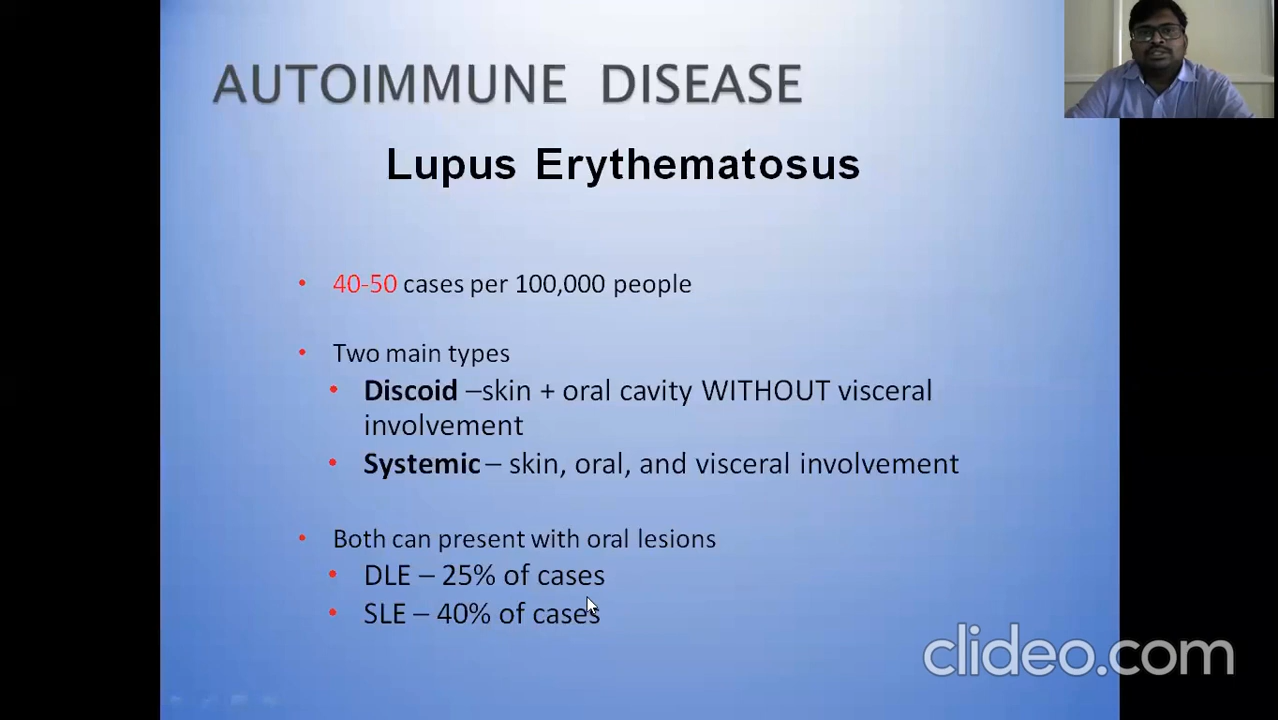 AUTOIMMUNE DISEASE
Lupus Erythematosus
• 40-50 cases per 100,000 people
• Two main types
• Discoid –skin + oral cavity WITHOUT visceral
involvement
• Systemic – skin, oral, and visceral involvement
• Both can present with oral lesions
• DLE – 25% of cases
• SLE – 40% of cases
clideo.com